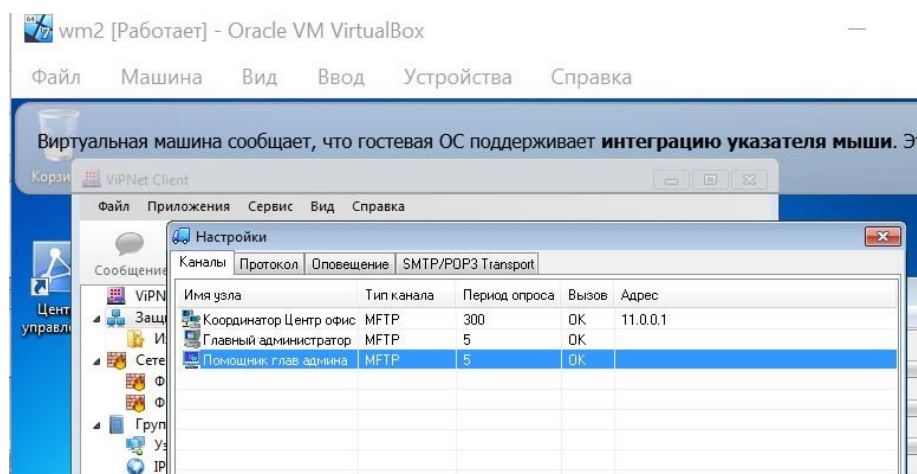 wm2 [Работает] - Oracle VM VirtualBox
Файл Машина Вид Ввод Устройства Справка
Виртуальная машина сообщает, что гостевая ОС поддерживает интеграцию указателя мыши.
ViPNet Client
Файл Приложения Сервис Вид Справка
Настройки
Сообщение
Каналы Протокол Оповещение SMTP/POP3 Transport
Имя узла Тип канала Период опроса Вызов Адрес
Координатор Центр офис MFTP 300 OK 11.0.0.1
Главный администратор MFTP 5 OK
Помощник глав админа MFTP 5 OK
ViPN
Защи
Сете
Груп
IP
Цент
управл